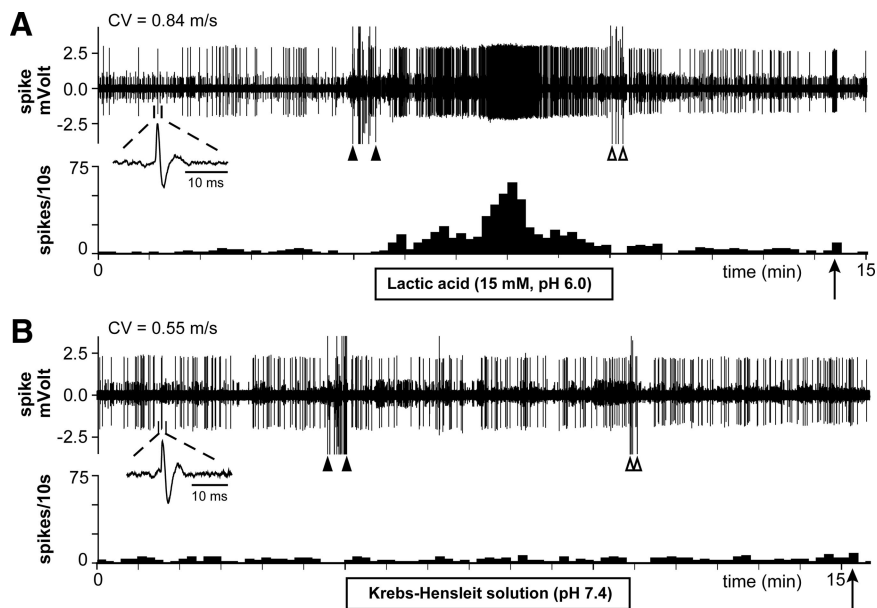 A
CV = 0.84 m/s
spike
mVolt
2.5
0.0
-2.5
10 ms
spikes/10s
75
0
0
time (min)
15
Lactic acid (15 mM, pH 6.0)
B
CV = 0.55 m/s
spike
mVolt
2.5
0.0
-2.5
10 ms
spikes/10s
75
0
0
time (min)
15
Krebs-Hensleit solution (pH 7.4)